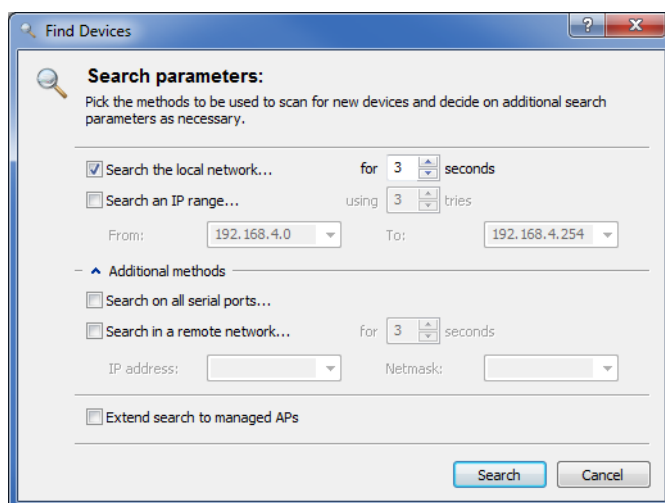 Find Devices
Search parameters:
Pick the methods to be used to scan for new devices and decide on additional search
parameters as necessary.
Search the local network... for 3 seconds
Search an IP range... using 3 tries
From: 192.168.4.0 To: 192.168.4.254
Additional methods
Search on all serial ports...
Search in a remote network... for 3 seconds
IP address: Netmask:
Extend search to managed APs
Search Cancel